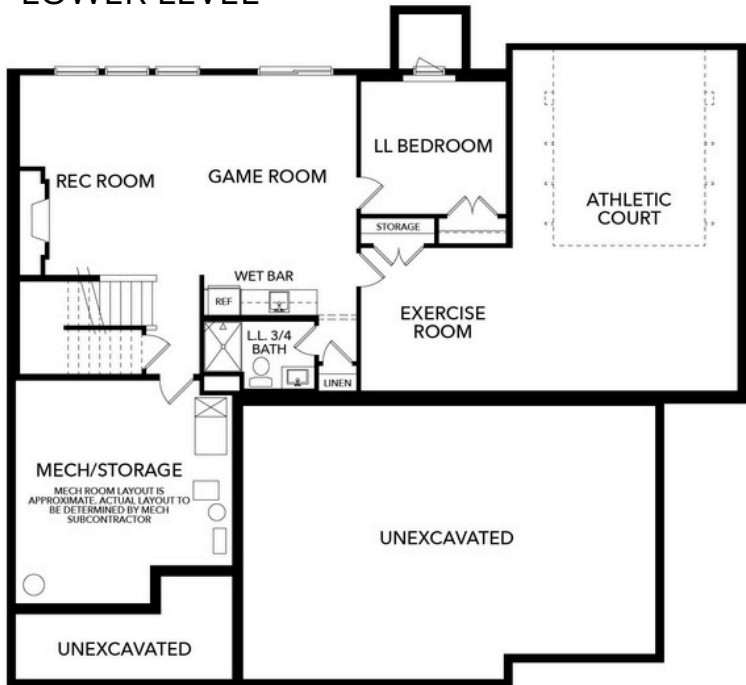 LOWER LEVEL
REC ROOM
GAME ROOM
LL BEDROOM
STORAGE
ATHLETIC
COURT
WET BAR
REF
EXERCISE
ROOM
L.L. 3/4
BATH
LINEN
MECH/STORAGE
MECH ROOM LAYOUT IS
APPROXIMATE. ACTUAL LAYOUT TO
BE DETERMINED BY MECH
SUBCONTRACTOR
UNEXCAVATED
UNEXCAVATED